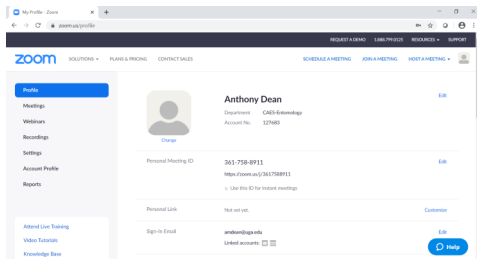 My Profile - Zoom
zoom.us/profile
REQUEST A DEMO 1.888.799.0125 RESOURCES SUPPORT
zoom SOLUTIONS PLANS & PRICING CONTACT SALES SCHEDULE A MEETING JOIN A MEETING HOST A MEETING
Profile
Meetings
Webinars
Recordings
Settings
Account Profile
Reports
Attend Live Training
Video Tutorials
Knowledge Base
Change
Anthony Dean Edit
Department CAES-Entomology
Account No. 127683
Personal Meeting ID 361-758-8911 Edit
https://zoom.us/j/3617588911
× Use this ID for instant meetings
Personal Link Not set yet. Customize
Sign-In Email amdean@uga.edu Edit
Linked accounts:
Help